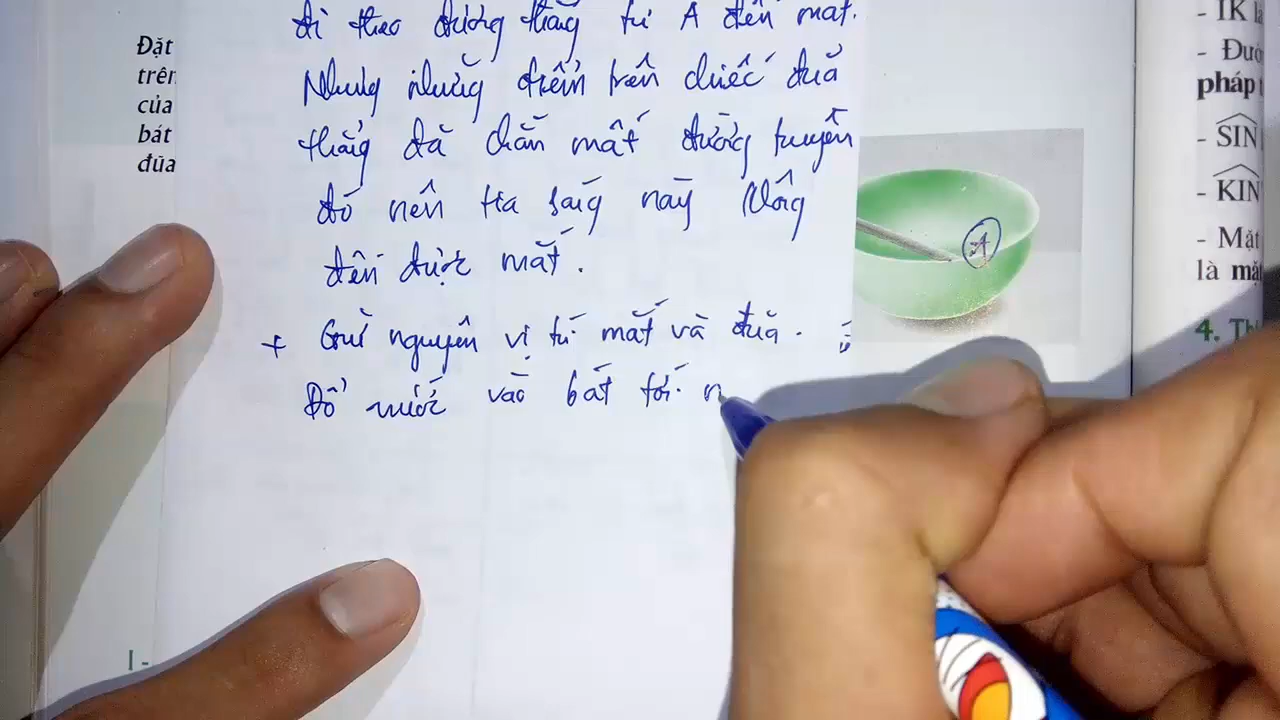 đi theo đường thẳng từ A đến mắt.
Nhưng những điểm trên chiếc đũa
thẳng đã chắn mất đường truyền
đó nên tia sáng này không
đến được mắt.
+ Giữ nguyên vị trí mắt và đũa.
Đổ nước vào bát tới
Đặt
trên
của
bát
đũa
A
- IK
- Đườ
pháp
- SIN
- KIN
- Mặt
là mặ
4. Th
I -